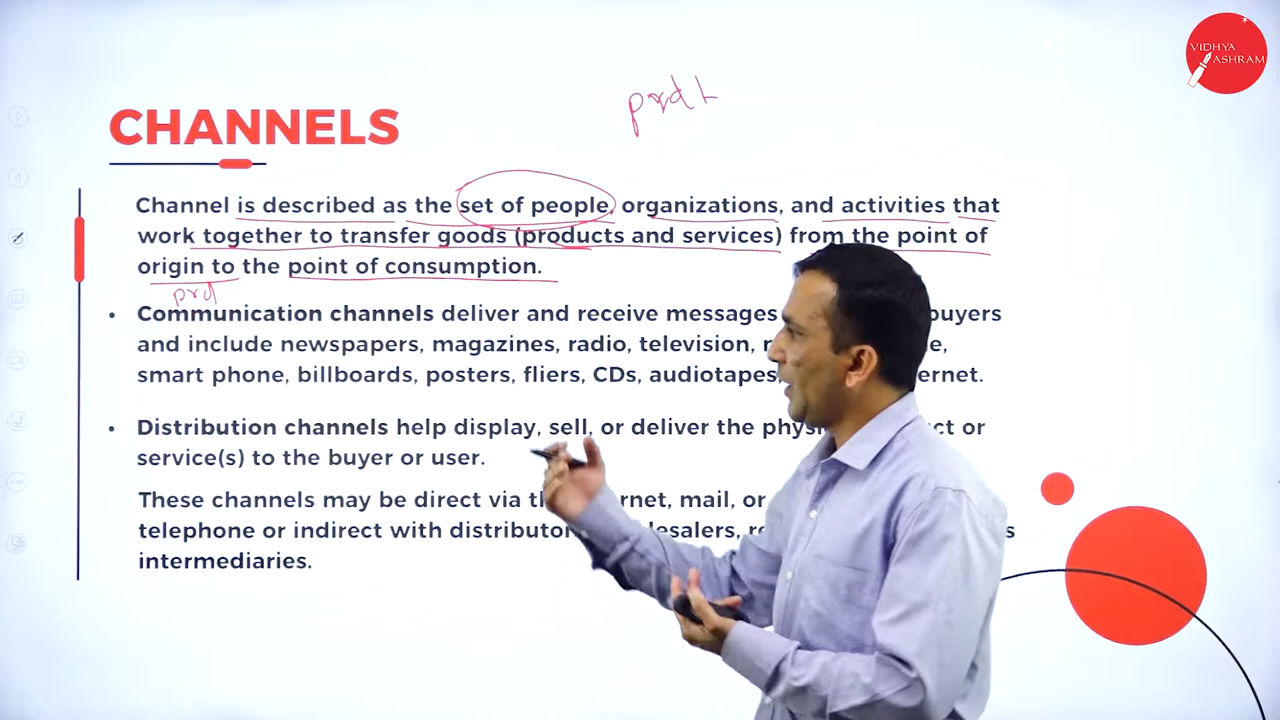 VIDHYA
ASHRAM
prdt
CHANNELS
Channel is described as the set of people, organizations, and activities that
work together to transfer goods (products and services) from the point of
origin to the point of consumption.
prd
• Communication channels deliver and receive messages buyers
and include newspapers, magazines, radio, television,
smart phone, billboards, posters, fliers, CDs, audiotapes,
• Distribution channels help display, sell, or deliver the or
service(s) to the buyer or user.
These channels may be direct via mail, or
telephone or indirect with
intermediaries.